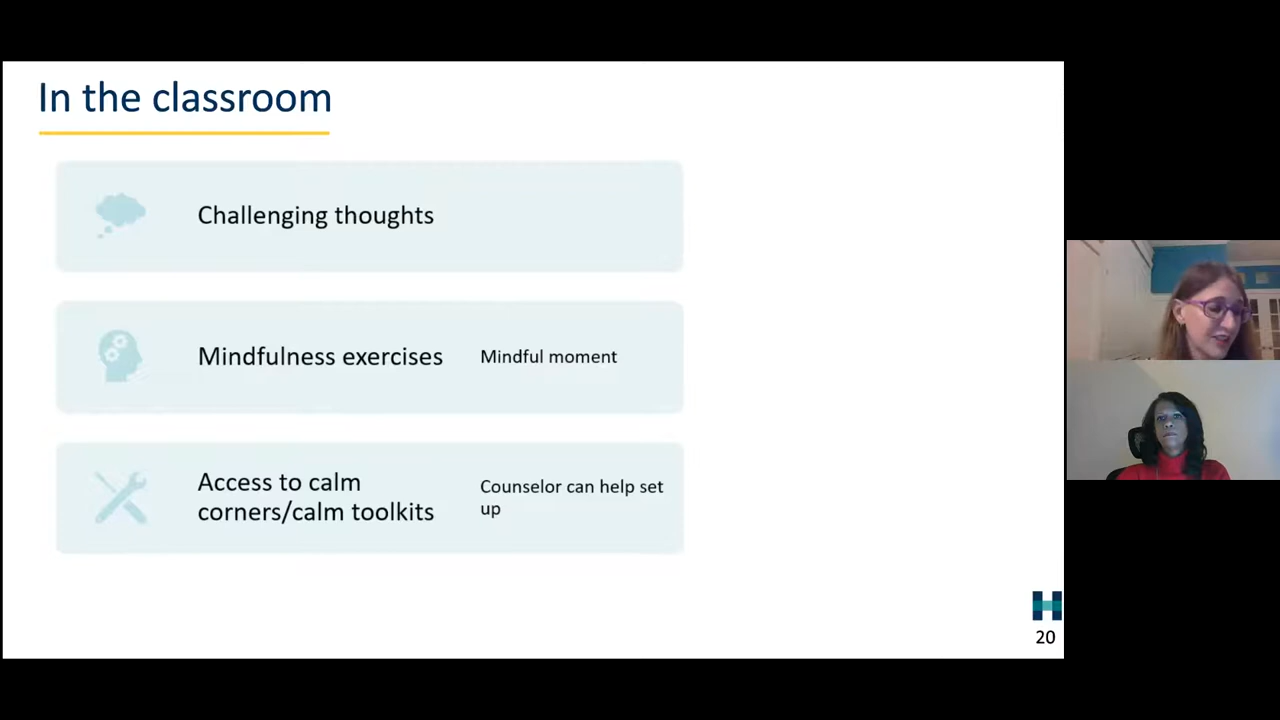 In the classroom
Challenging thoughts
Mindfulness exercises
Mindful moment
Access to calm
corners/calm toolkits
Counselor can help set
up
H
20